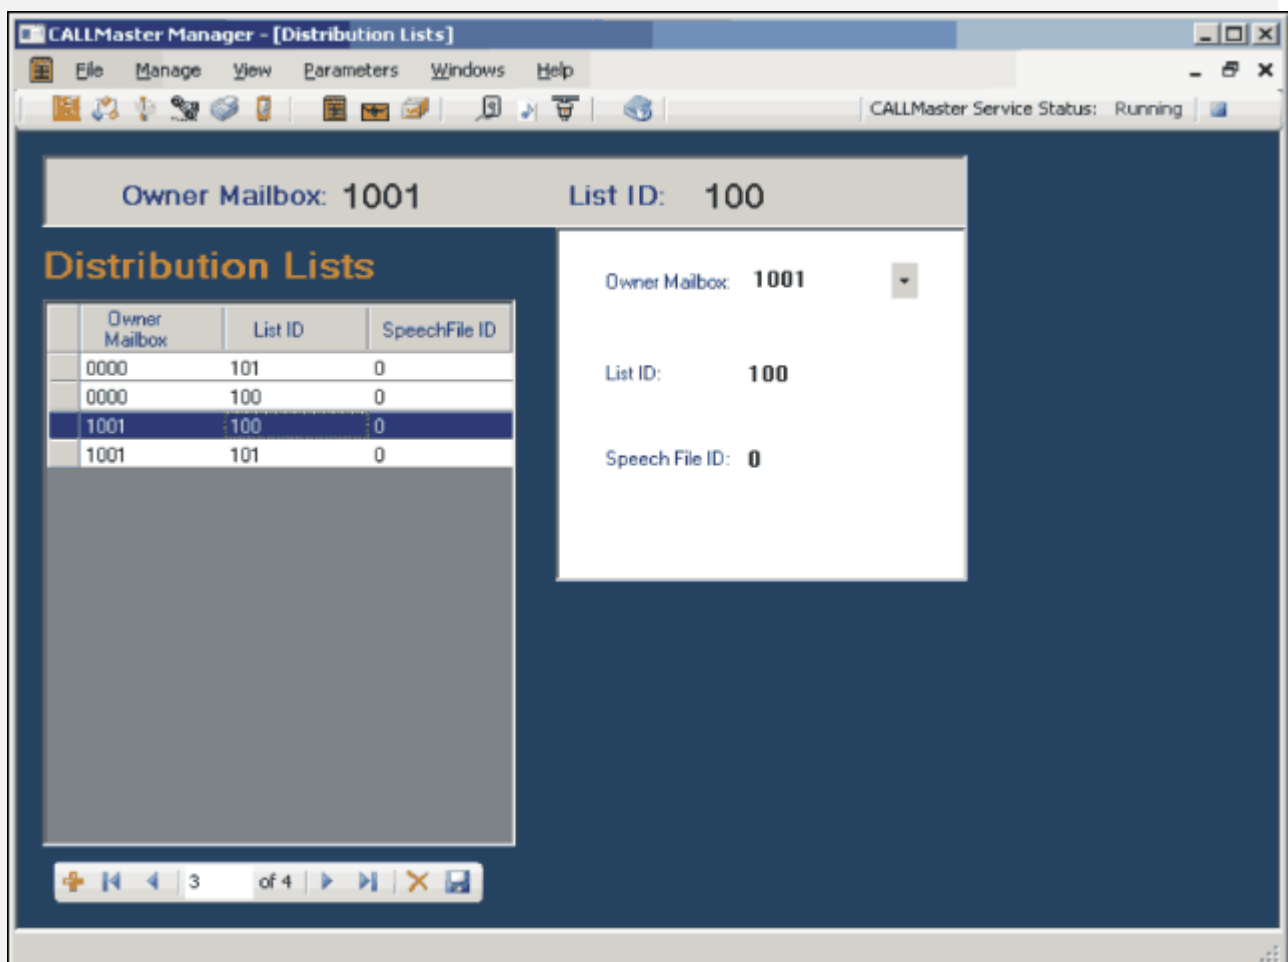 CALLMaster Manager - [Distribution Lists]
File Manage View Parameters Windows Help
CALLMaster Service Status: Running
Owner Mailbox: 1001 List ID: 100
Distribution Lists
Owner Mailbox: 1001
Owner
Mailbox
List ID SpeechFile ID
0000 101 0
0000 100 0
1001 100 0
1001 101 0
List ID: 100
Speech File ID: 0
3 of 4